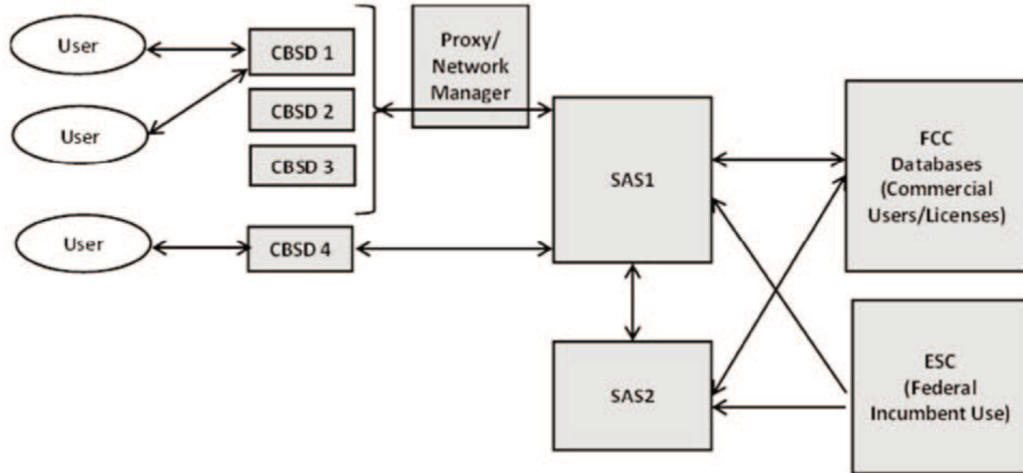 User
CBSD 1
User
CBSD 2
CBSD 3
User
CBSD 4
Proxy/
Network
Manager
SAS1
SAS2
FCC
Databases
(Commercial
Users/Licenses)
ESC
(Federal
Incumbent Use)